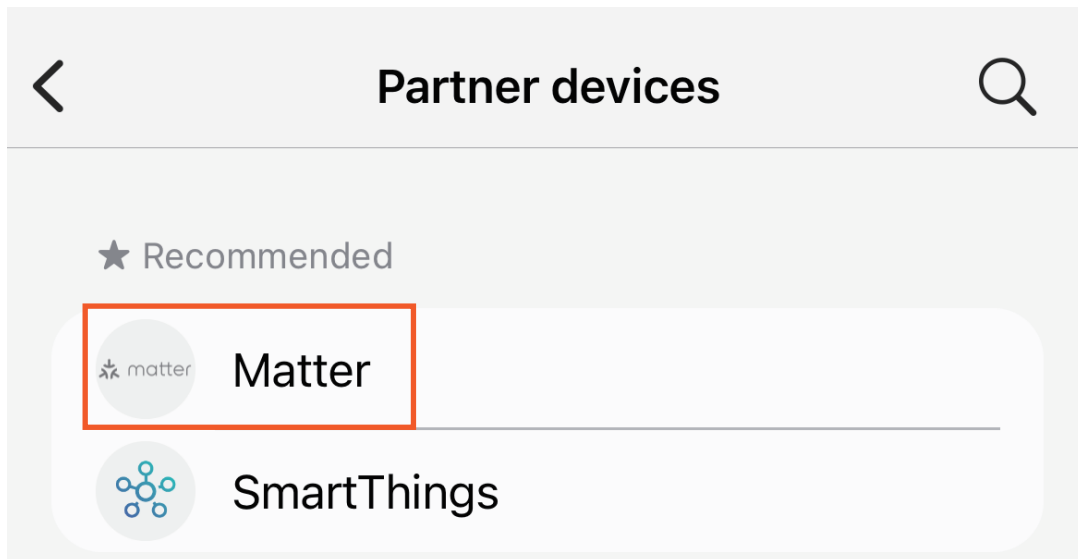 Partner devices
Recommended
matter
Matter
SmartThings